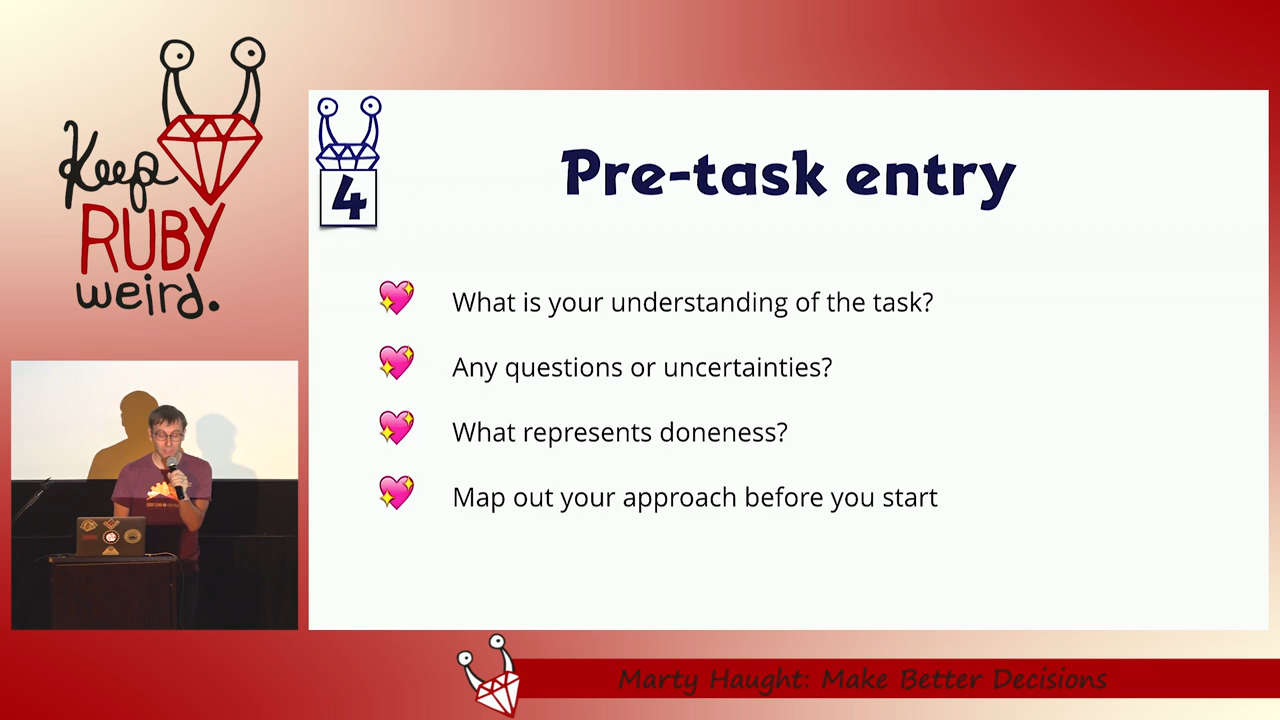 Keep
RUBY
weird.
4
Pre-task entry
What is your understanding of the task?
Any questions or uncertainties?
What represents doneness?
Map out your approach before you start
Marty Haught: Make Better Decisions